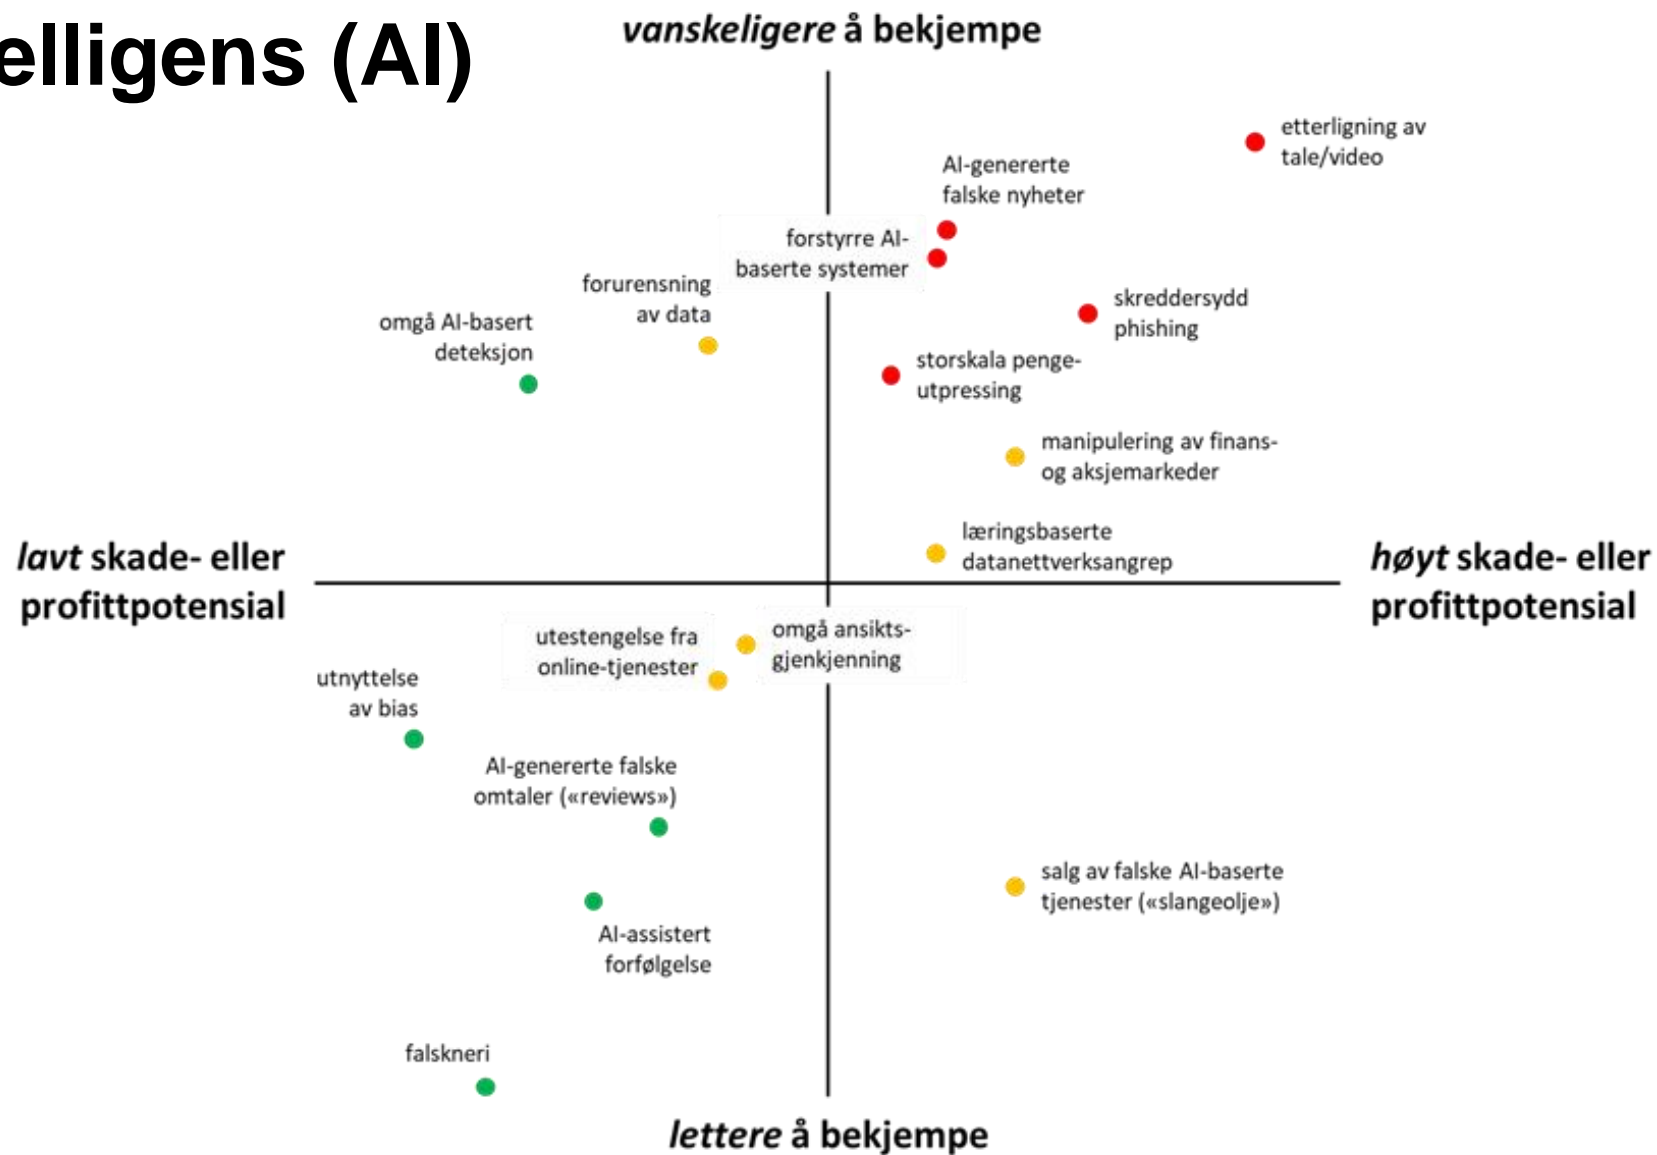 elligens (AI)
vanskeligere å bekjempe
etterligning av
tale/video
AI-genererte
falske nyheter
forstyrre AI-
baserte systemer
forurensning
av data
omgå AI-basert
deteksjon
skreddersydd
phishing
storskala penge-
utpressing
manipulering av finans-
og aksjemarkeder
læringsbaserte
datanettverksangrep
lavt skade- eller
profittpotensial
høyt skade- eller
profittpotensial
utestengelse fra
online-tjenester
omgå ansikts-
gjenkjenning
utnyttelse
av bias
AI-genererte falske
omtaler («reviews»)
salg av falske AI-baserte
tjenester («slangeolje»)
AI-assistert
forfølgelse
falskneri
lettere å bekjempe